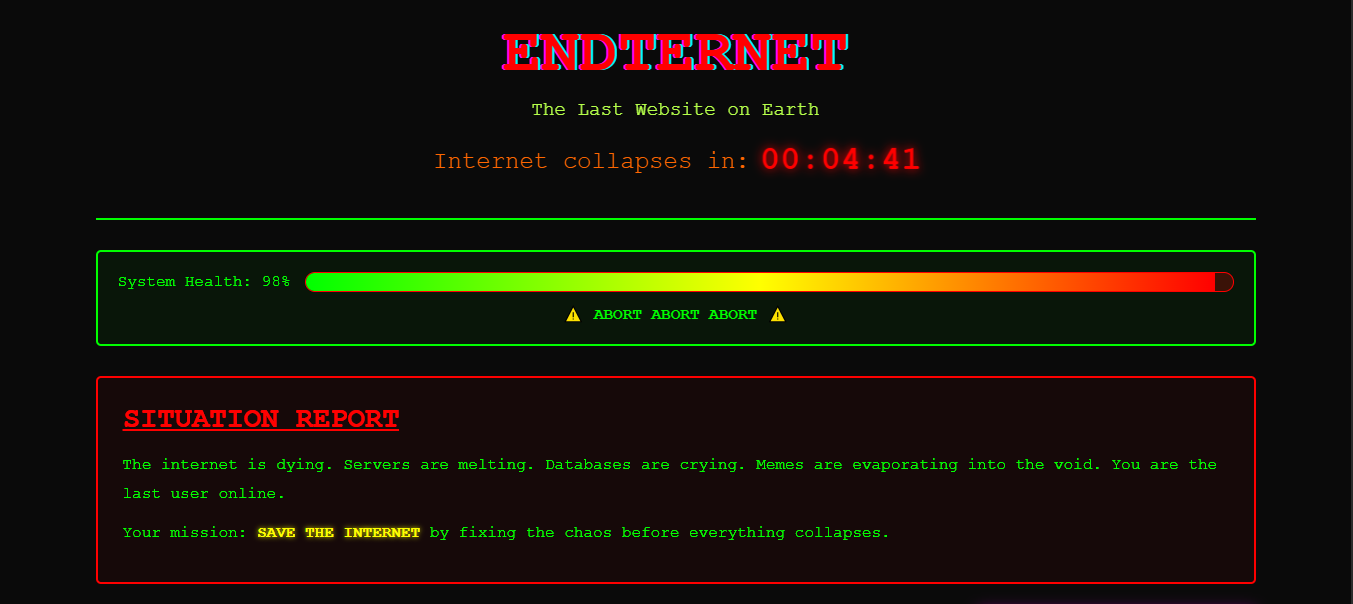 ENDTERNET
The Last Website on Earth
Internet collapses in: 00:04:41
System Health: 98%
⚠ ABORT ABORT ABORT ⚠
SITUATION REPORT
The internet is dying. Servers are melting. Databases are crying. Memes are evaporating into the void. You are the
last user online.
Your mission: SAVE THE INTERNET by fixing the chaos before everything collapses.